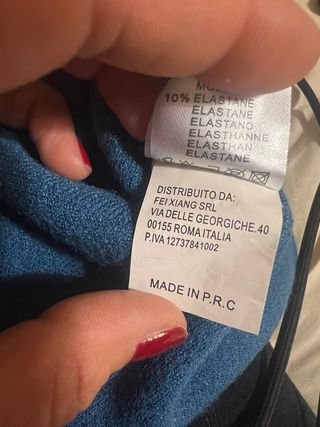 10% ELASTANE
ELASTANE
ELASTANO
ELASTHANNE
ELASTHAN
ELASTANE
DISTRIBUITO DA:
FEI XIANG SRL
VIA DELLE GEORGICHE.40
00155 ROMA ITALIA
P.IVA 12737841002
MADE IN P.R.C